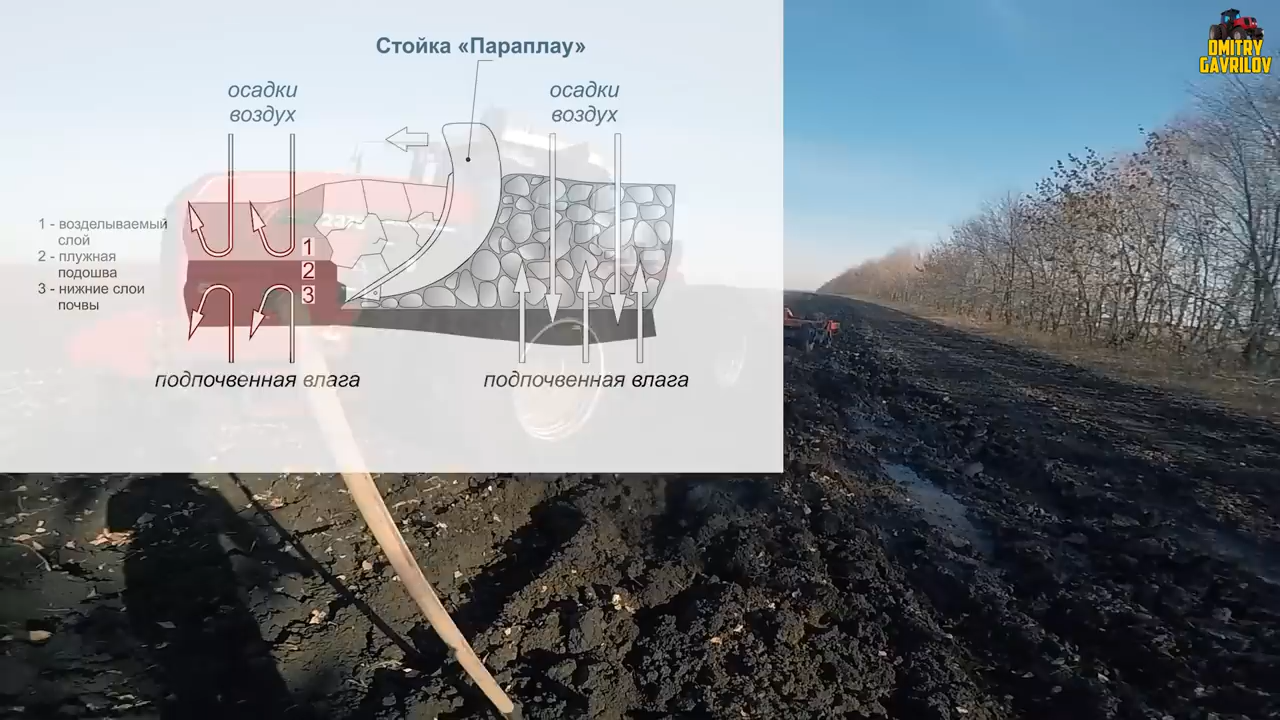 Стойка «Параплау»
осадки
воздух
осадки
воздух
1 - возделываемый
слой
2 - плужная
подошва
3 - нижние слои
почвы
1
2
3
подпочвенная влага
подпочвенная влага
DMITRY
GAVRILOV